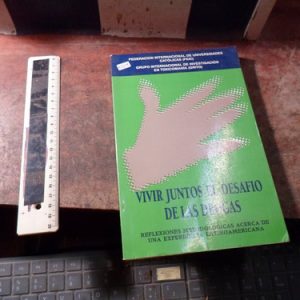 FEDERACION INTERNACIONAL DE UNIVERSIDADES
CATOLICAS (FIUC)
GRUPO INTERNACIONAL DE INVESTIGACION
EN TOXICOMANIA (GRITO)
VIVIR JUNTOS EL DESAFIO
DE LAS DROGAS
REFLEXIONES METODOLOGICAS ACERCA DE
UNA EXPERIENCIA LATINOAMERICANA